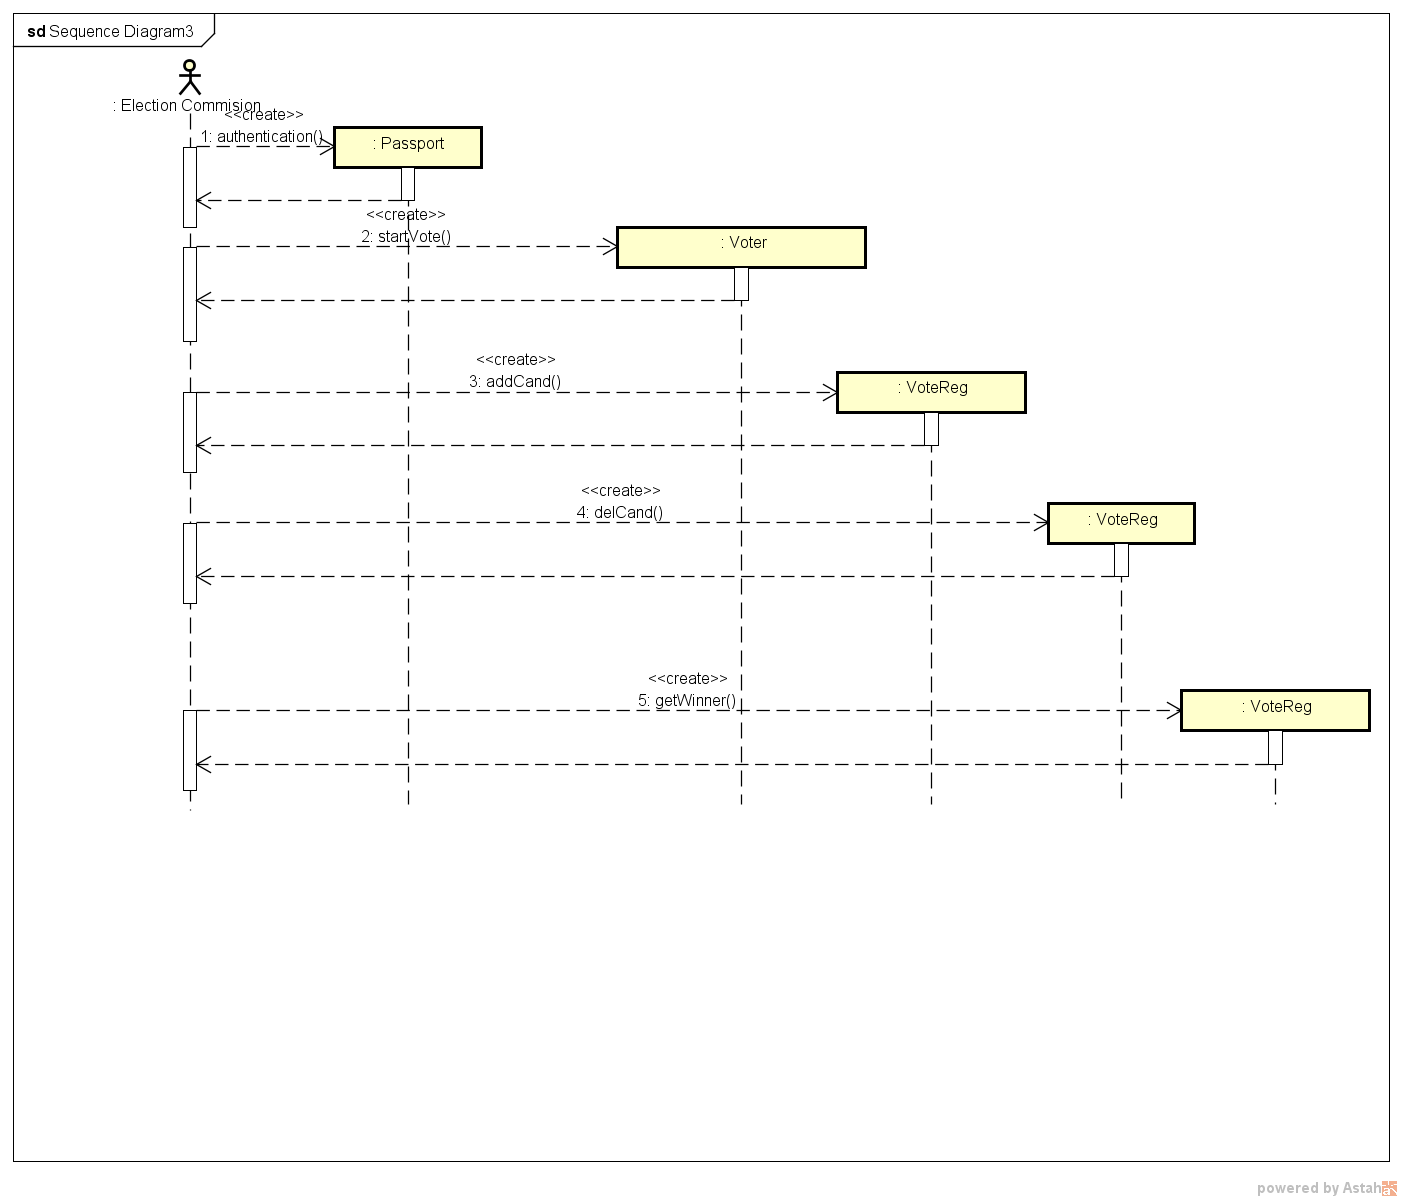 sd Sequence Diagram3
: Election Commision
<<create>>
1: authentication()
: Passport
<<create>>
2: startVote()
: Voter
<<create>>
3: addCand()
: VoteReg
<<create>>
4: delCand()
: VoteReg
<<create>>
5: getWinner()
: VoteReg
powered by Astah